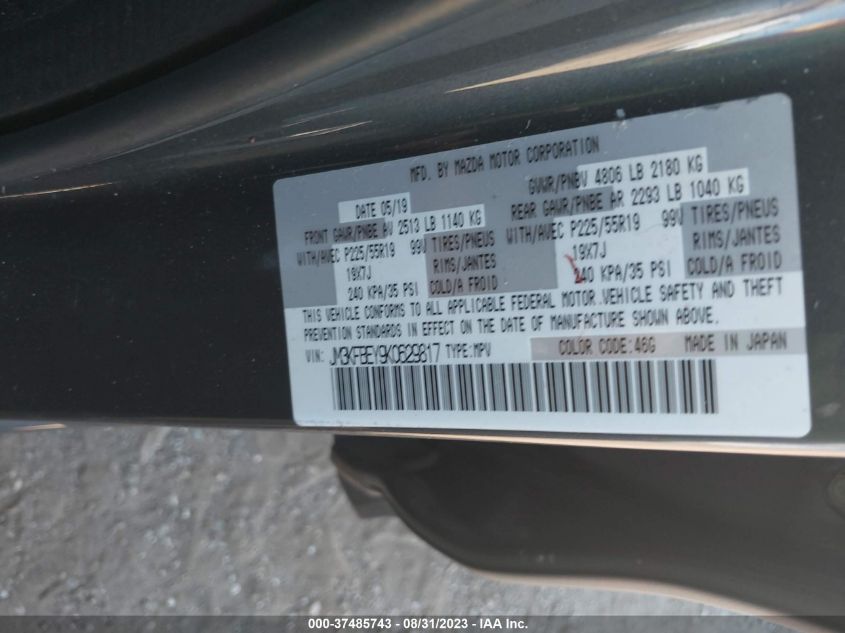 MFD. BY MAZDA MOTOR CORPORATION
DATE 05/19 GVWR/PNBV 4806 LB 2180 KG
FRONT GAWR/PNBE AV 2513 LB 1140 KG REAR GAWR/PNBE AR 2293 LB 1040 KG
WITH/AVEC P225/55R19 99V TIRES/PNEUS WITH/AVEC P225/55R19 99V TIRES/PNEUS
19X7J RIMS/JANTES 19X7J RIMS/JANTES
240 KPA/35 PSI COLD/A FROID 240 KPA/35 PSI COLD/A FROID
THIS VEHICLE CONFORMS TO ALL APPLICABLE FEDERAL MOTOR VEHICLE SAFETY AND THEFT
PREVENTION STANDARDS IN EFFECT ON THE DATE OF MANUFACTURE SHOWN ABOVE.
VIN: JM3KFBEY9K0629817 TYPE:MPV COLOR CODE:46G MADE IN JAPAN
000-37485743 - 08/31/2023 - IAA Inc.